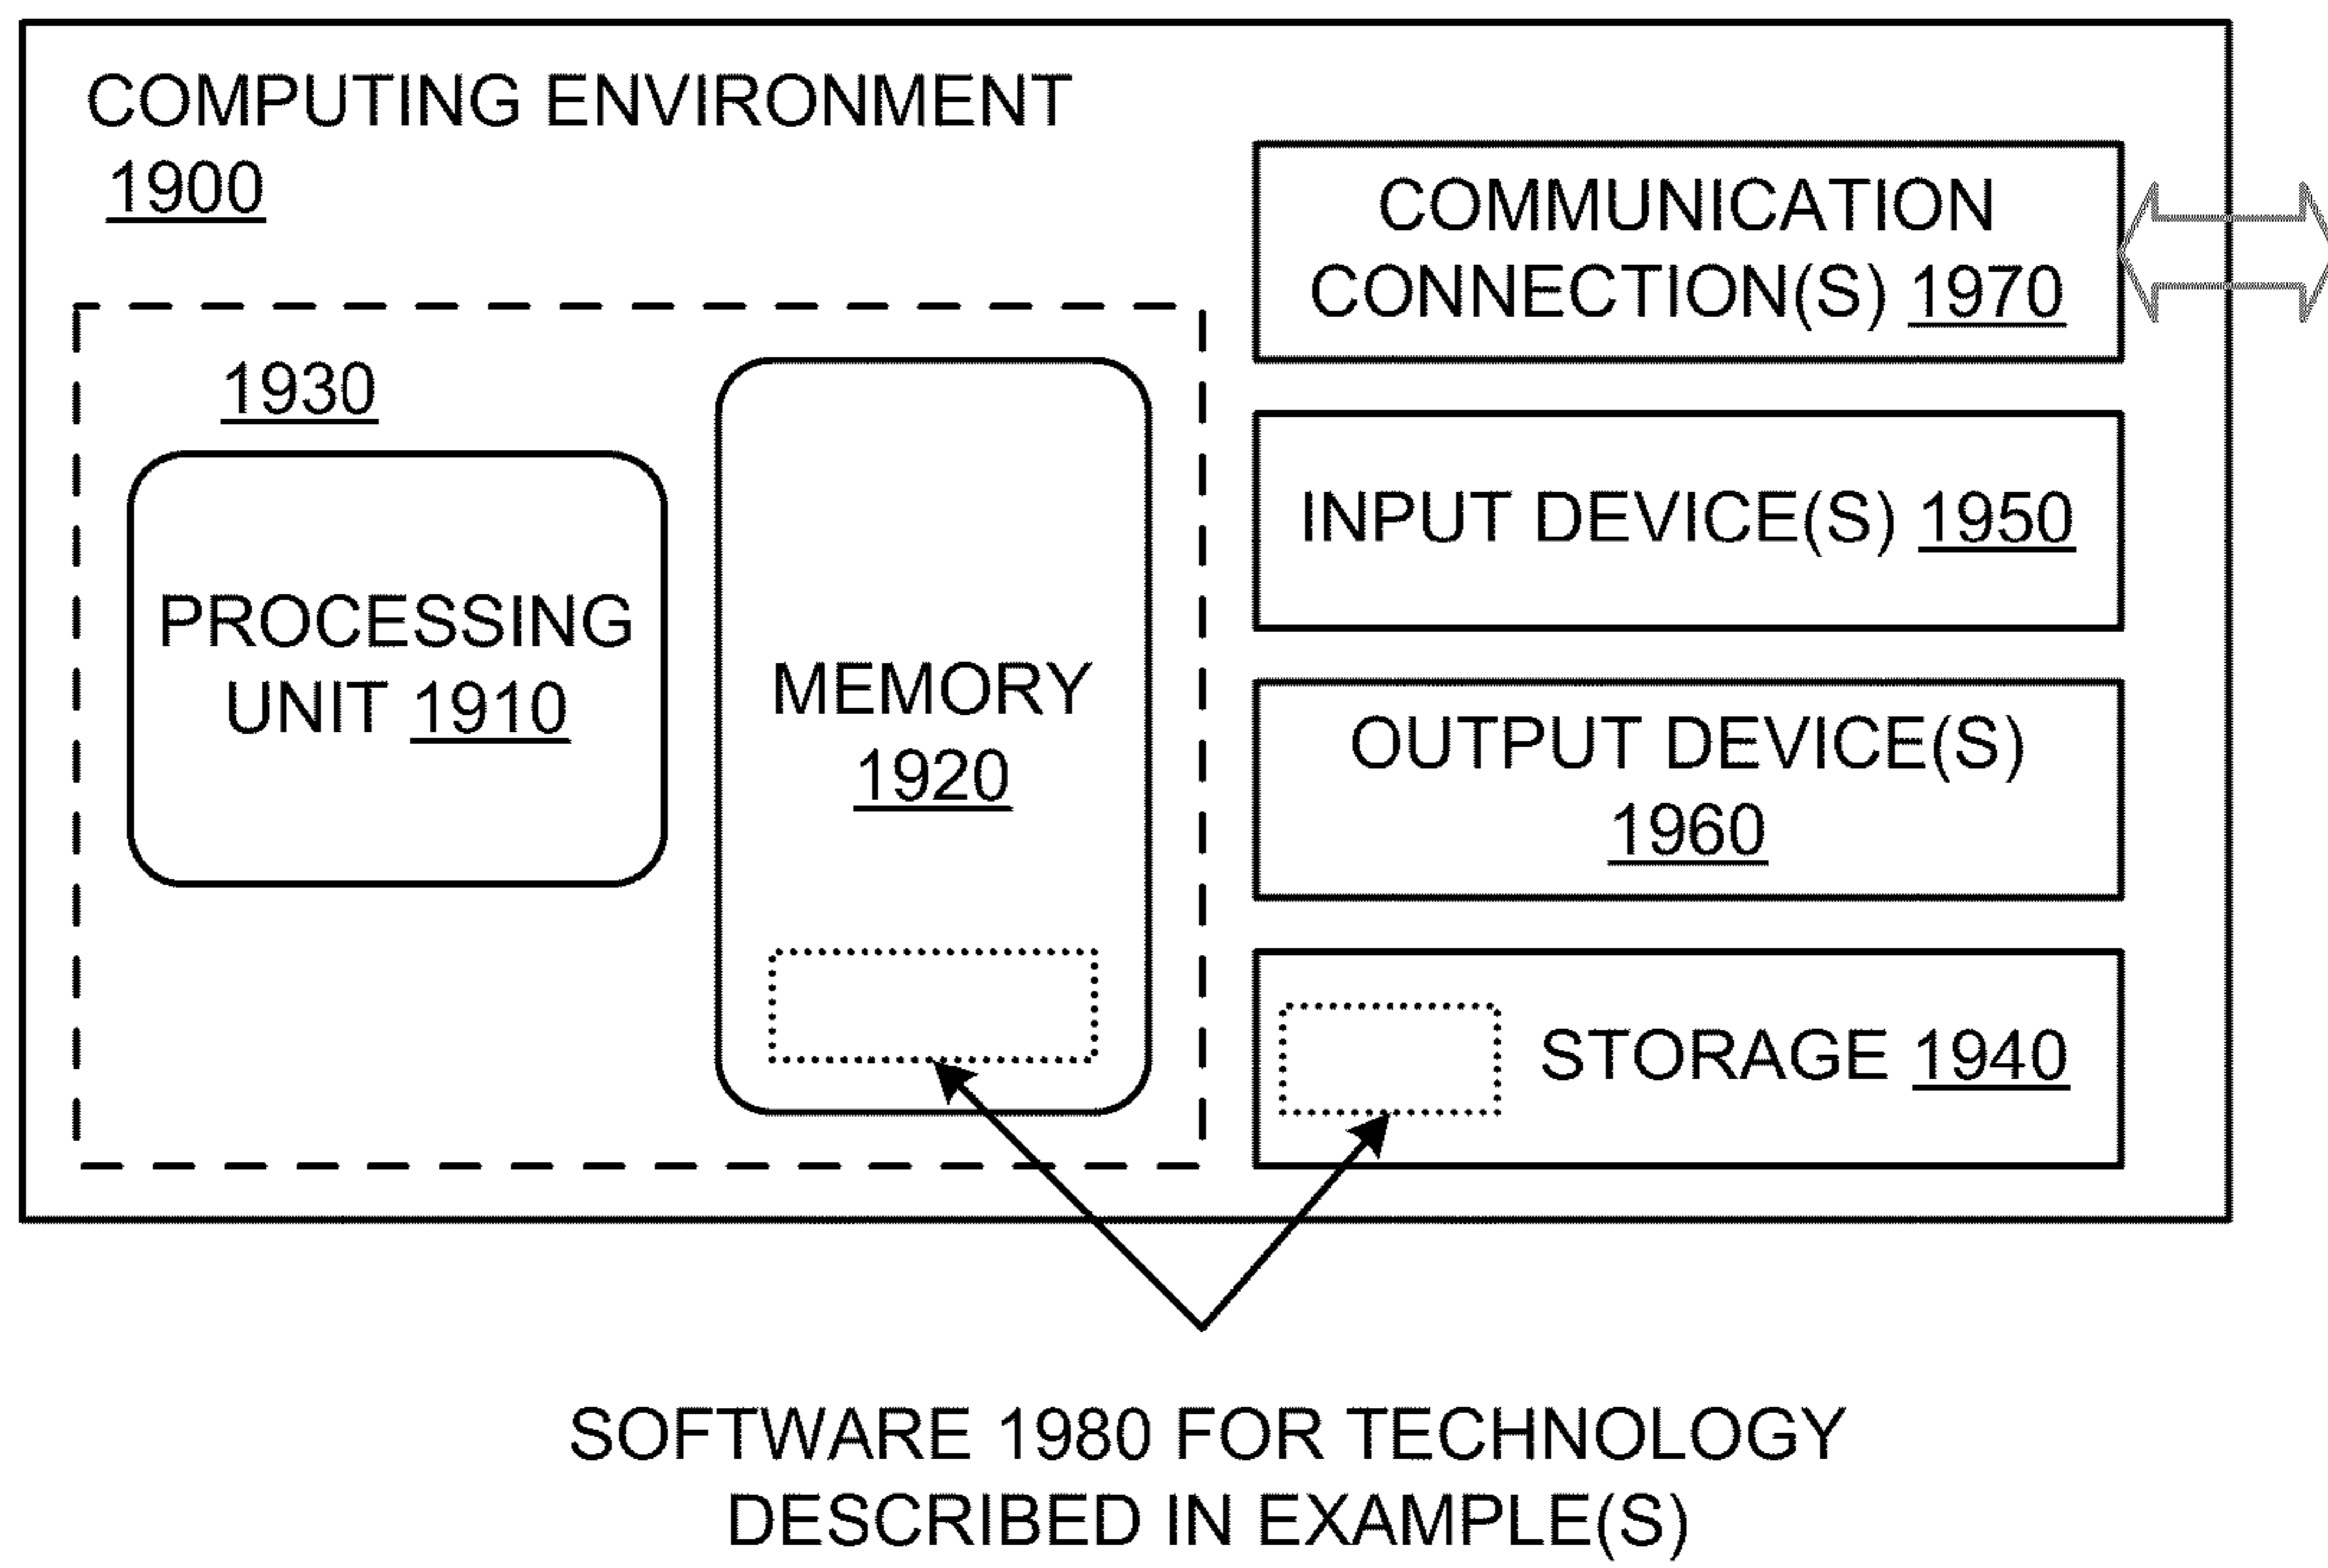 COMPUTING ENVIRONMENT
1900
1930
PROCESSING
UNIT 1910
MEMORY
1920
COMMUNICATION
CONNECTION(S) 1970
INPUT DEVICE(S) 1950
OUTPUT DEVICE(S)
1960
STORAGE 1940
SOFTWARE 1980 FOR TECHNOLOGY
DESCRIBED IN EXAMPLE(S)